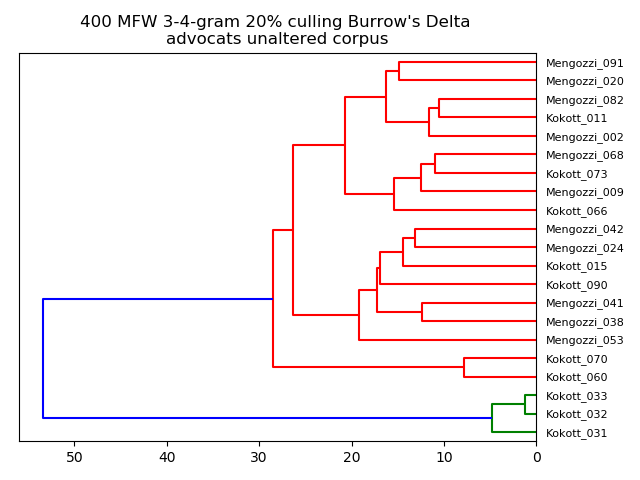 400 MFW 3-4-gram 20% culling Burrow's Delta
advocats unaltered corpus
Mengozzi_091
Mengozzi_020
Mengozzi_082
Kokott_011
Mengozzi_002
Mengozzi_068
Kokott_073
Mengozzi_009
Kokott_066
Mengozzi_042
Mengozzi_024
Kokott_015
Kokott_090
Mengozzi_041
Mengozzi_038
Mengozzi_053
Kokott_070
Kokott_060
Kokott_033
Kokott_032
Kokott_031
50 40 30 20 10 0